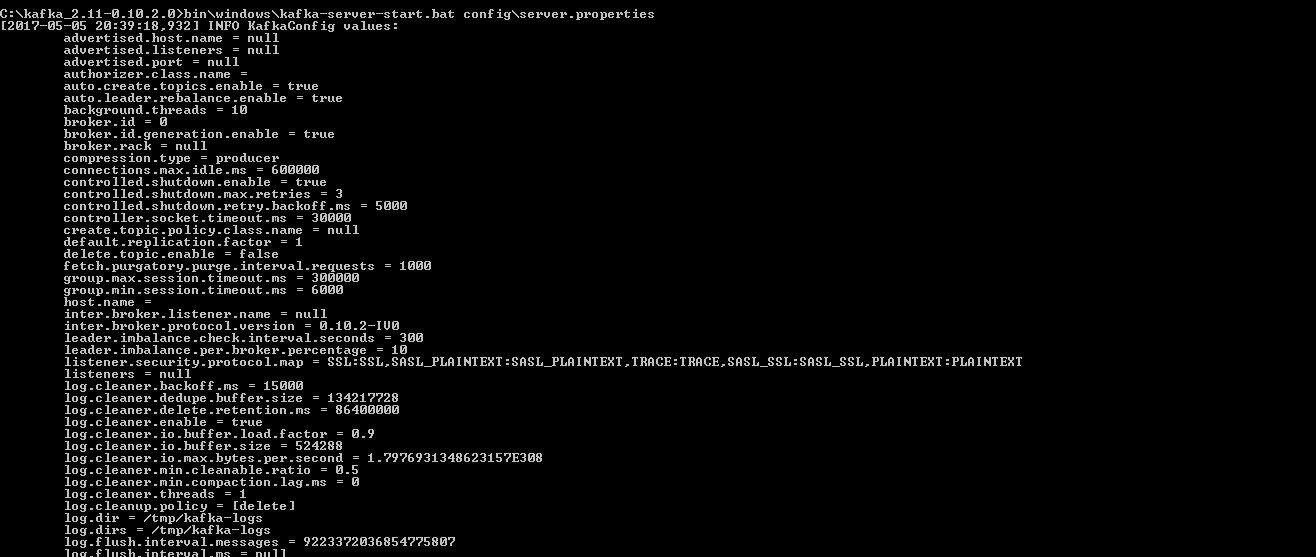 C:\kafka_2.11-0.10.2.0>bin\windows\kafka-server-start.bat config\server.properties
[2017-05-05 20:39:18,932] INFO KafkaConfig values:
advertised.host.name = null
advertised.listeners = null
advertised.port = null
authorizer.class.name =
auto.create.topics.enable = true
auto.leader.rebalance.enable = true
background.threads = 10
broker.id = 0
broker.id.generation.enable = true
broker.rack = null
compression.type = producer
connections.max.idle.ms = 600000
controlled.shutdown.enable = true
controlled.shutdown.max.retries = 3
controlled.shutdown.retry.backoff.ms = 5000
controller.socket.timeout.ms = 30000
create.topic.policy.class.name = null
default.replication.factor = 1
delete.topic.enable = false
fetch.purgatory.purge.interval.requests = 1000
group.max.session.timeout.ms = 300000
group.min.session.timeout.ms = 6000
host.name =
inter.broker.listener.name = null
inter.broker.protocol.version = 0.10.2-IV0
leader.imbalance.check.interval.seconds = 300
leader.imbalance.per.broker.percentage = 10
listener.security.protocol.map = SSL:SSL,SASL_PLAINTEXT:SASL_PLAINTEXT,TRACE:TRACE,SASL_SSL:SASL_SSL,PLAINTEXT:PLAINTEXT
listeners = null
log.cleaner.backoff.ms = 15000
log.cleaner.dedupe.buffer.size = 134217728
log.cleaner.delete.retention.ms = 86400000
log.cleaner.enable = true
log.cleaner.io.buffer.load.factor = 0.9
log.cleaner.io.buffer.size = 524288
log.cleaner.io.max.bytes.per.second = 1.7976931348623157E308
log.cleaner.min.cleanable.ratio = 0.5
log.cleaner.min.compaction.lag.ms = 0
log.cleaner.threads = 1
log.cleanup.policy = [delete]
log.dir = /tmp/kafka-logs
log.dirs = /tmp/kafka-logs
log.flush.interval.messages = 9223372036854775807
log.flush.interval.ms = null